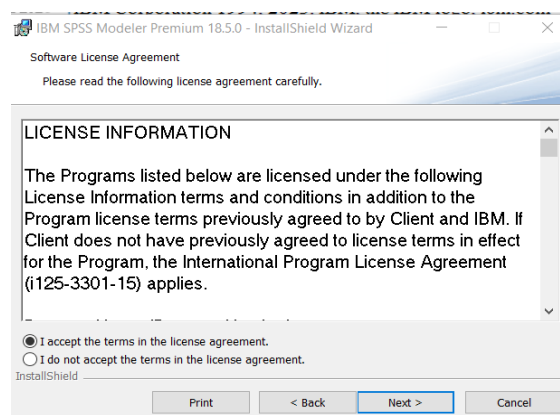 IBM SPSS Modeler Premium 18.5.0 - InstallShield Wizard
Software License Agreement
Please read the following license agreement carefully.
LICENSE INFORMATION
The Programs listed below are licensed under the following
License Information terms and conditions in addition to the
Program license terms previously agreed to by Client and IBM. If
Client does not have previously agreed to license terms in effect
for the Program, the International Program License Agreement
(i125-3301-15) applies.
I accept the terms in the license agreement.
I do not accept the terms in the license agreement.
InstallShield
Print
< Back
Next >
Cancel